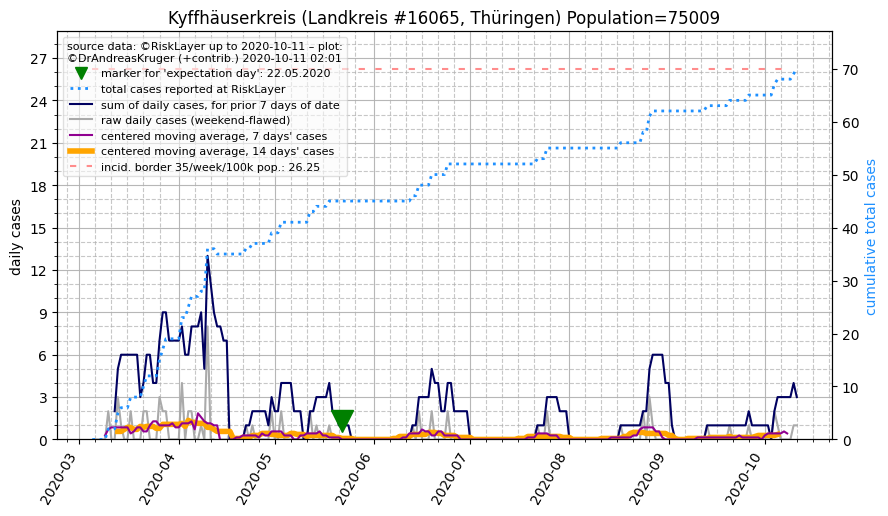 Kyffhäuserkreis (Landkreis #16065, Thüringen) Population=75009
source data: ©RiskLayer up to 2020-10-11 – plot:
©DrAndreasKruger (+contrib.) 2020-10-11 02:01
marker for 'expectation day': 22.05.2020
total cases reported at RiskLayer
sum of daily cases, for prior 7 days of date
raw daily cases (weekend-flawed)
centered moving average, 7 days' cases
centered moving average, 14 days' cases
incid. border 35/week/100k pop.: 26.25
daily cases
27
24
21
18
15
12
9
6
3
0
cumulative total cases
70
60
50
40
30
20
10
0
2020-03
2020-04
2020-05
2020-06
2020-07
2020-08
2020-09
2020-10